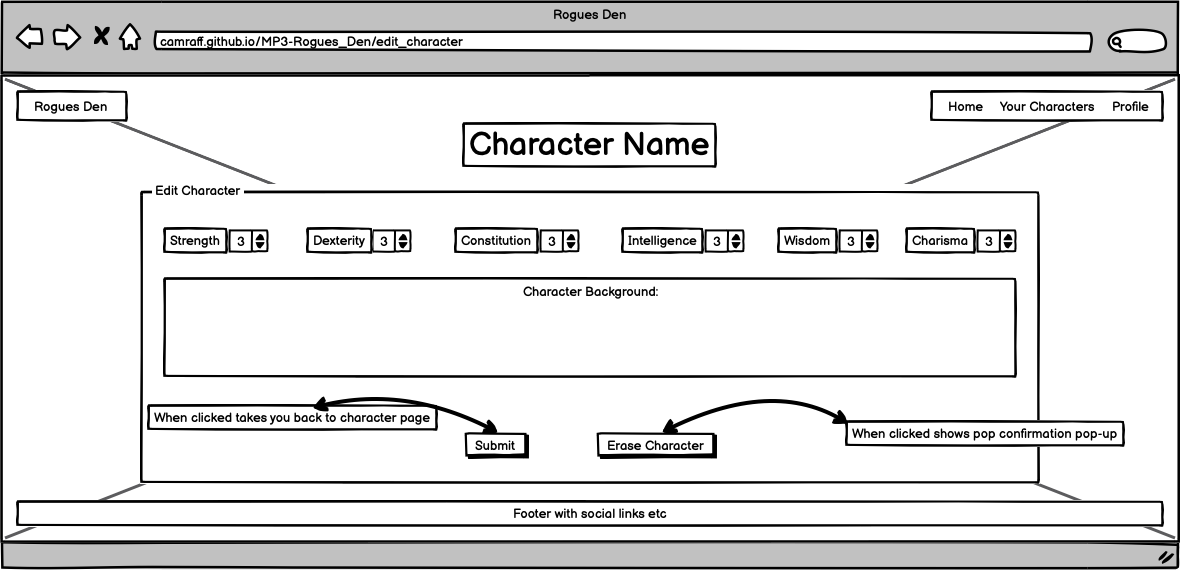 Rogues Den
camraff.github.io/MP3-Rogues_Den/edit_character
Rogues Den
Home Your Characters Profile
Character Name
Edit Character
Strength 3 Dexterity 3 Constitution 3 Intelligence 3 Wisdom 3 Charisma 3
Character Background:
When clicked takes you back to character page
When clicked shows pop confirmation pop-up
Submit Erase Character
Footer with social links etc